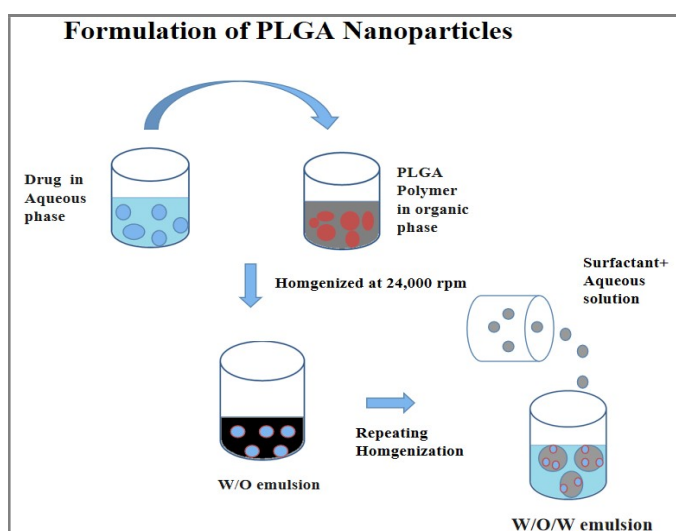 Formulation of PLGA Nanoparticles
Drug in
Aqueous
phase
PLGA
Polymer
in organic
phase
Homgenized at 24,000 rpm
Surfactant+
Aqueous
solution
W/O emulsion
Repeating
Homgenization
W/O/W emulsion